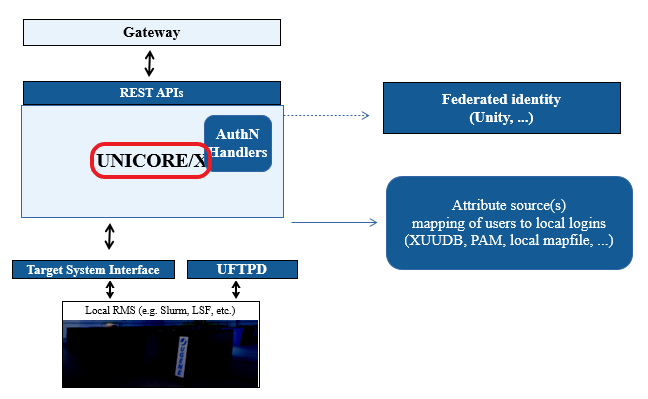 Gateway
REST APIs
AuthN
Handlers
UNICORE/X
Federated identity
(Unity, ...)
Attribute source(s)
mapping of users to local logins
(XUUDB, PAM, local mapfile, ...)
Target System Interface
UFTPD
Local RMS (e.g. Slurm, LSF, etc.)
JUGENE